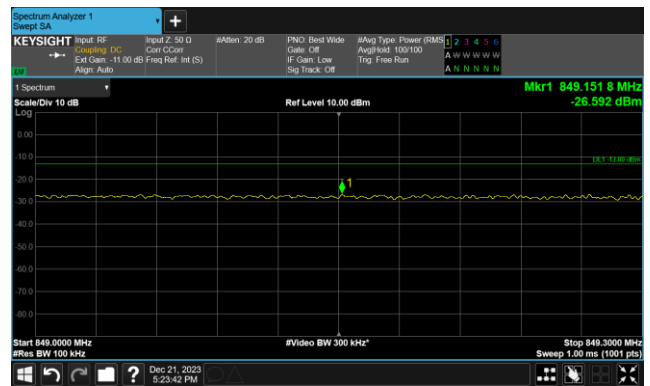 Spectrum Analyzer 1
Swept SA
KEYSIGHT Input: RF Input Z: 50 Ω #Atten: 20 dB PNO: Best Wide #Avg Type: Power (RMS 1 2 3 4 5 6
Coupling: DC Corr CCorr Gate: Off Avg|Hold: 100/100 A W W W W W
Ext Gain: -11.00 dB Freq Ref: Int (S) IF Gain: Low Trig: Free Run
Align: Auto Sig Track: Off A N N N N N
1 Spectrum Mkr1 849.151 8 MHz
Scale/Div 10 dB Ref Level 10.00 dBm -26.592 dBm
Log
0.00
-10.0
DL1 -13.00 dBm
-20.0
1
-30.0
-40.0
-50.0
-60.0
-70.0
-80.0
Start 849.0000 MHz #Video BW 300 kHz* Stop 849.3000 MHz
#Res BW 100 kHz Sweep 1.00 ms (1001 pts)
? Dec 21, 2023
5:23:42 PM